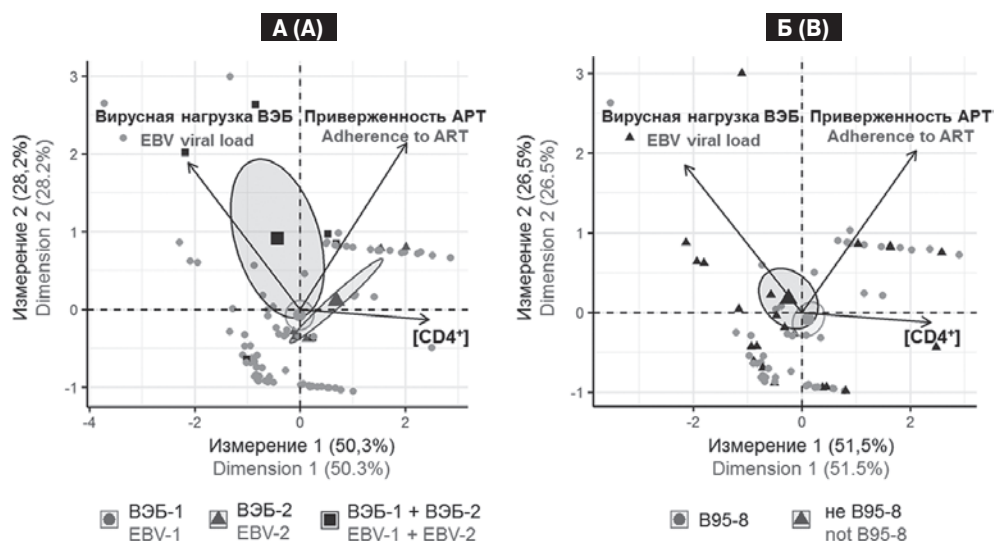 А (A)
3
2
1
0
-1
-4
-2
0
2
Вирусная нагрузка ВЭБ
EBV viral load
Приверженность АРТ
Adherence to ART
[CD4⁺]
Измерение 2 (28,2%)
Dimension 2 (28.2%)
Измерение 1 (50,3%)
Dimension 1 (50.3%)
ВЭБ-1
EBV-1
ВЭБ-2
EBV-2
ВЭБ-1 + ВЭБ-2
EBV-1 + EBV-2
Б (B)
3
2
1
0
-1
-2
0
2
Вирусная нагрузка ВЭБ
EBV viral load
Приверженность АРТ
Adherence to ART
[CD4⁺]
Измерение 2 (26,5%)
Dimension 2 (26.5%)
Измерение 1 (51,5%)
Dimension 1 (51.5%)
B95-8
не B95-8
not B95-8